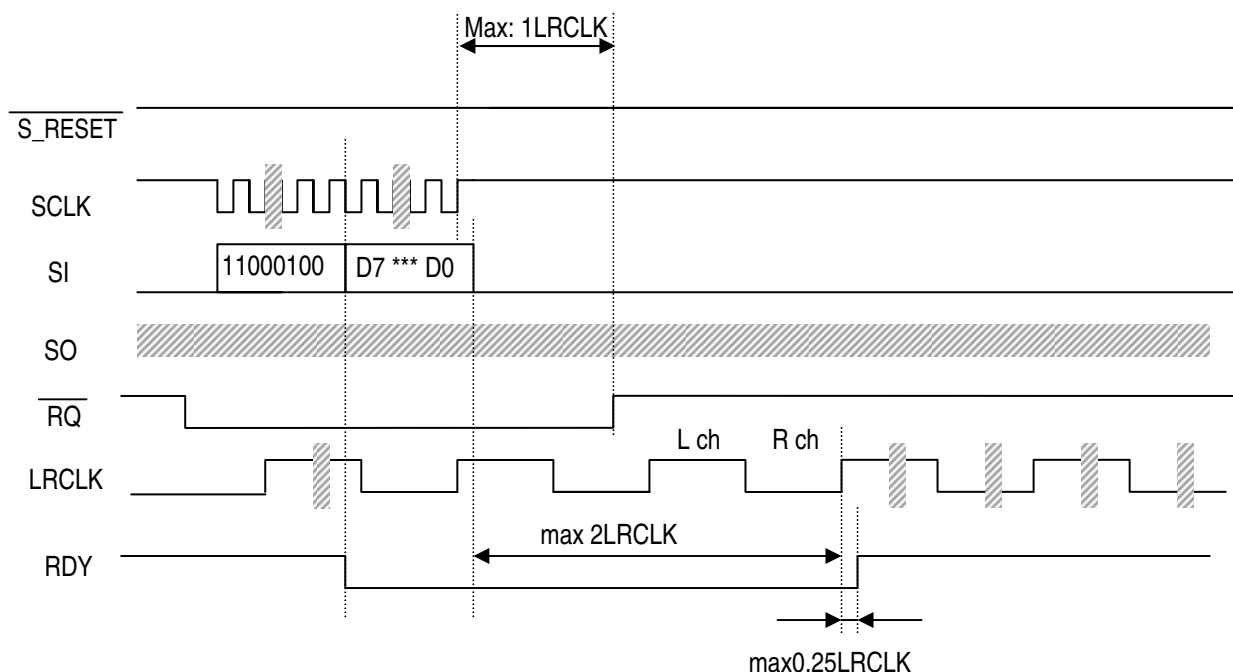 Max: 1LRCLK
S_RESET
SCLK
SI
11000100
D7 *** D0
SO
RQ
L ch
R ch
LRCLK
max 2LRCLK
RDY
max0.25LRCLK